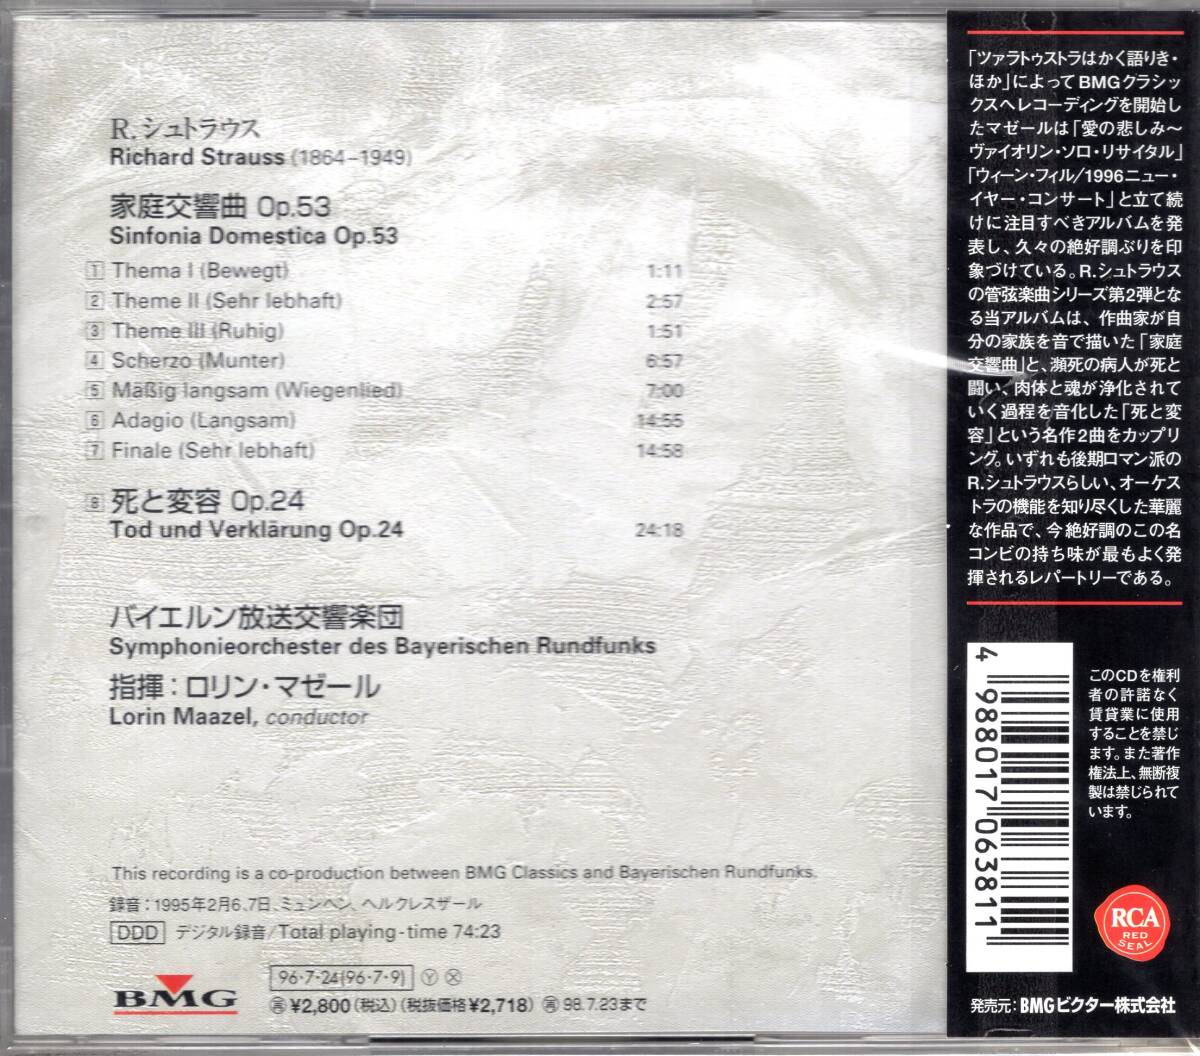 R.シュトラウス
Richard Strauss (1864–1949)
家庭交響曲 Op.53
Sinfonia Domestica Op.53
1 Thema I (Bewegt) 1:11
2 Theme II (Sehr lebhaft) 2:57
3 Theme III (Ruhig) 1:51
4 Scherzo (Munter) 6:57
5 Mäßig langsam (Wiegenlied) 7:00
6 Adagio (Langsam) 14:55
7 Finale (Sehr lebhaft) 14:58
8 死と変容 Op.24
Tod und Verklärung Op.24 24:18
バイエルン放送交響楽団
Symphonieorchester des Bayerischen Rundfunks
指揮：ロリン・マゼール
Lorin Maazel, conductor
This recording is a co-production between BMG Classics and Bayerischen Rundfunks.
録音：1995年2月6、7日、ミュンヘン、ヘルクレスザール
DDD デジタル録音/Total playing-time 74:23
BMG
96・7・24(96・7・9) Ⓨ Ⓧ
㊢¥2,800(税込)(税抜価格¥2,718) ㊢98.7.23まで
「ツァラトゥストラはかく語りき・
ほか」によってBMGクラシッ
クスへレコーディングを開始し
たマゼールは「愛の悲しみ〜
ヴァイオリン・ソロ・リサイタル」
「ウィーン・フィル/1996ニュー・
イヤー・コンサート」と立て続
けに注目すべきアルバムを発
表し、久々の絶好調ぶりを印
象づけている。R.シュトラウス
の管弦楽曲シリーズ第2弾とな
る当アルバムは、作曲家が自
分の家族を音で描いた「家庭
交響曲」と、瀕死の病人が死と
闘い、肉体と魂が浄化されて
いく過程を音化した「死と変
容」という名作2曲をカップリ
ング。いずれも後期ロマン派の
R.シュトラウスらしい、オーケス
トラの機能を知り尽くした華麗
な作品で、今絶好調のこの名
コンビの持ち味が最もよく発
揮されるレパートリーである。
4 988017 063811
このCDを権利
者の許諾なく
賃貸業に使用
することを禁じ
ます。また著作
権法上、無断複
製は禁じられて
います。
RCA
RED
SEAL
発売元：BMGビクター株式会社